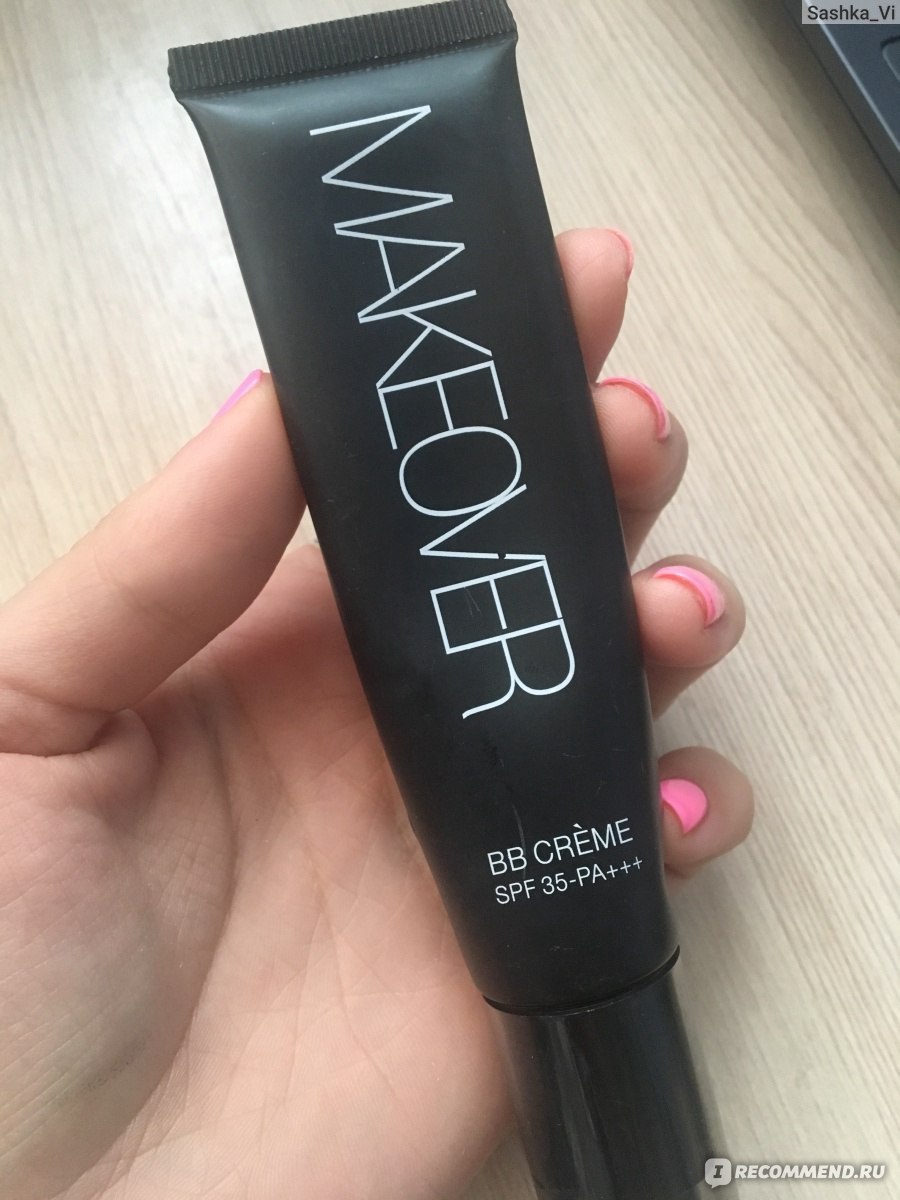 Sashka_Vi
MAKEOVER
BB CRÈME
SPF 35-PA+++
I RECOMMEND.RU